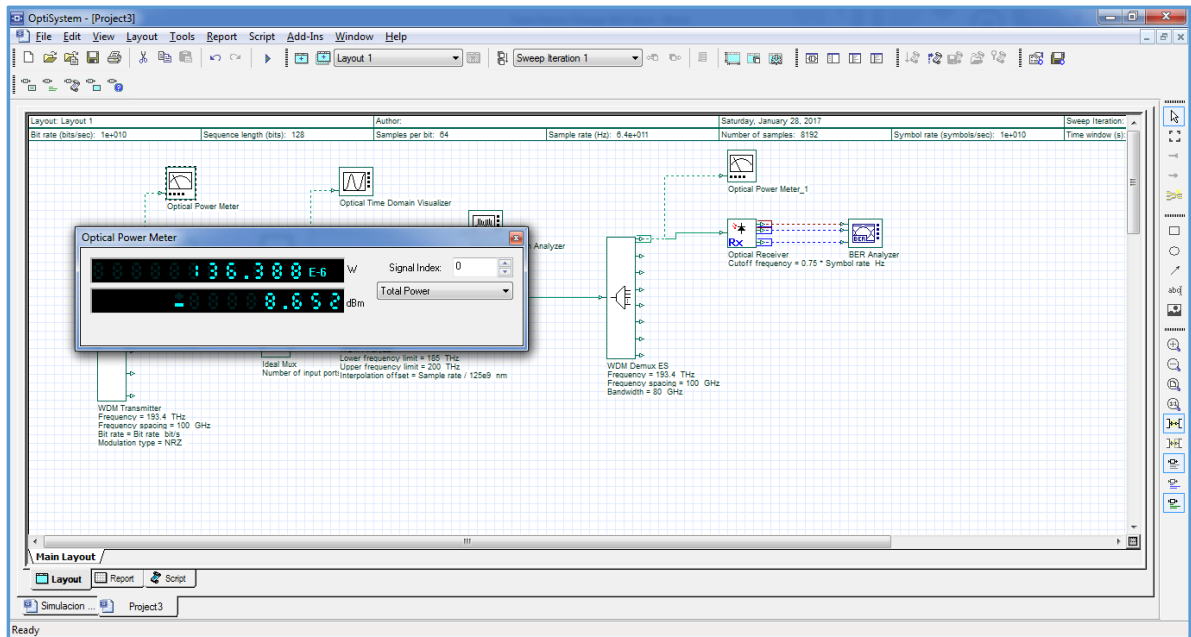 OptiSystem - [Project3]
File Edit View Layout Tools Report Script Add-Ins Window Help
Layout 1
Sweep Iteration 1
Layout: Layout 1
Author:
Saturday, January 28, 2017
Sweep Iteration:
Bit rate (bits/sec): 1e+010
Sequence length (bits): 128
Samples per bit: 64
Sample rate (Hz): 6.4e+011
Number of samples: 8192
Symbol rate (symbols/sec): 1e+010
Time window (s):
Optical Power Meter
Optical Time Domain Visualizer
Analyzer
Optical Power Meter_1
Rx
Optical Receiver
Cutoff frequency = 0.75 * Symbol rate Hz
BER
BER Analyzer
Optical Power Meter
136.388 E-6 W
Signal Index: 0
-8.652 dBm
Total Power
Ideal Mux
Number of input ports
Lower frequency limit = 185 THz
Upper frequency limit = 200 THz
Interpolation offset = Sample rate / 125e9 nm
WDM Demux ES
Frequency = 193.4 THz
Frequency spacing = 100 GHz
Bandwidth = 80 GHz
WDM Transmitter
Frequency = 193.4 THz
Frequency spacing = 100 GHz
Bit rate = Bit rate bit/s
Modulation type = NRZ
Main Layout
Layout Report Script
Simulacion ... Project3
Ready